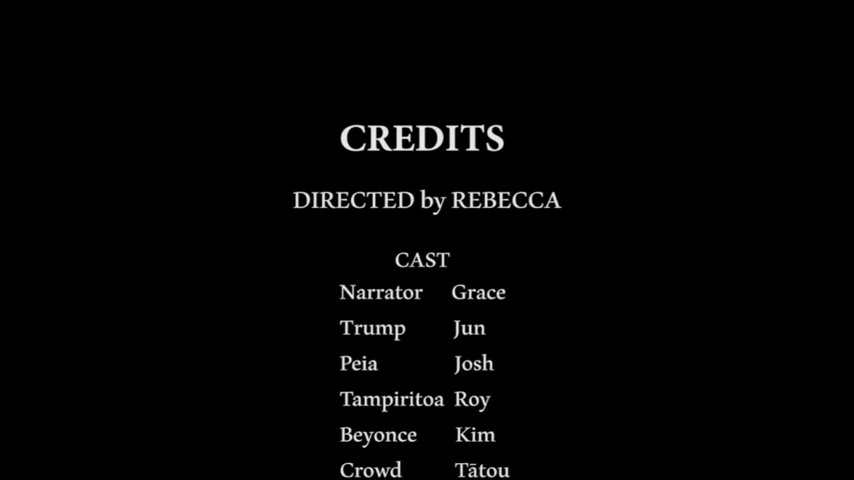 CREDITS
DIRECTED by REBECCA
CAST
Narrator Grace
Trump Jun
Peia Josh
Tampiritoa Roy
Beyonce Kim
Crowd Tātou